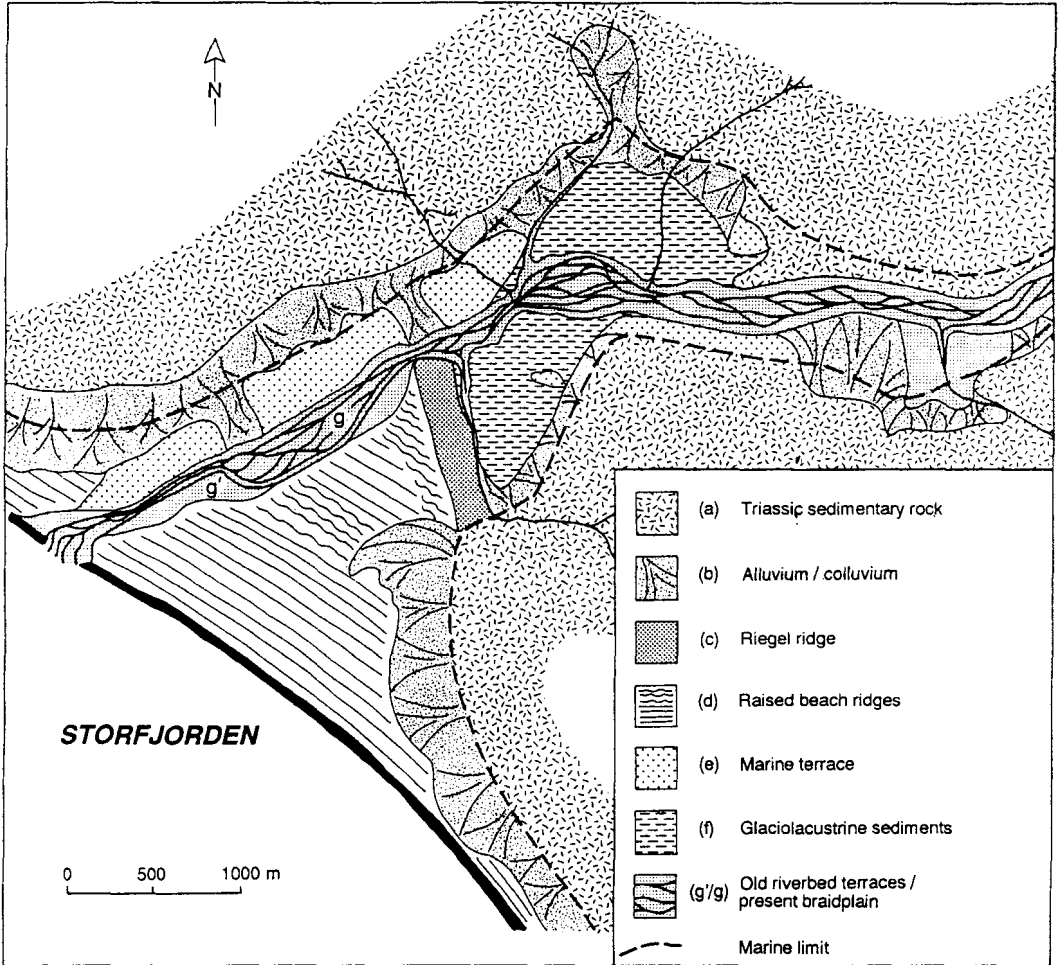 N
g
g'
STORFJORDEN
0 500 1000 m
(a) Triassic sedimentary rock
(b) Alluvium / colluvium
(c) Riegel ridge
(d) Raised beach ridges
(e) Marine terrace
(f) Glaciolacustrine sediments
(g'/g) Old riverbed terraces /
present braidplain
Marine limit